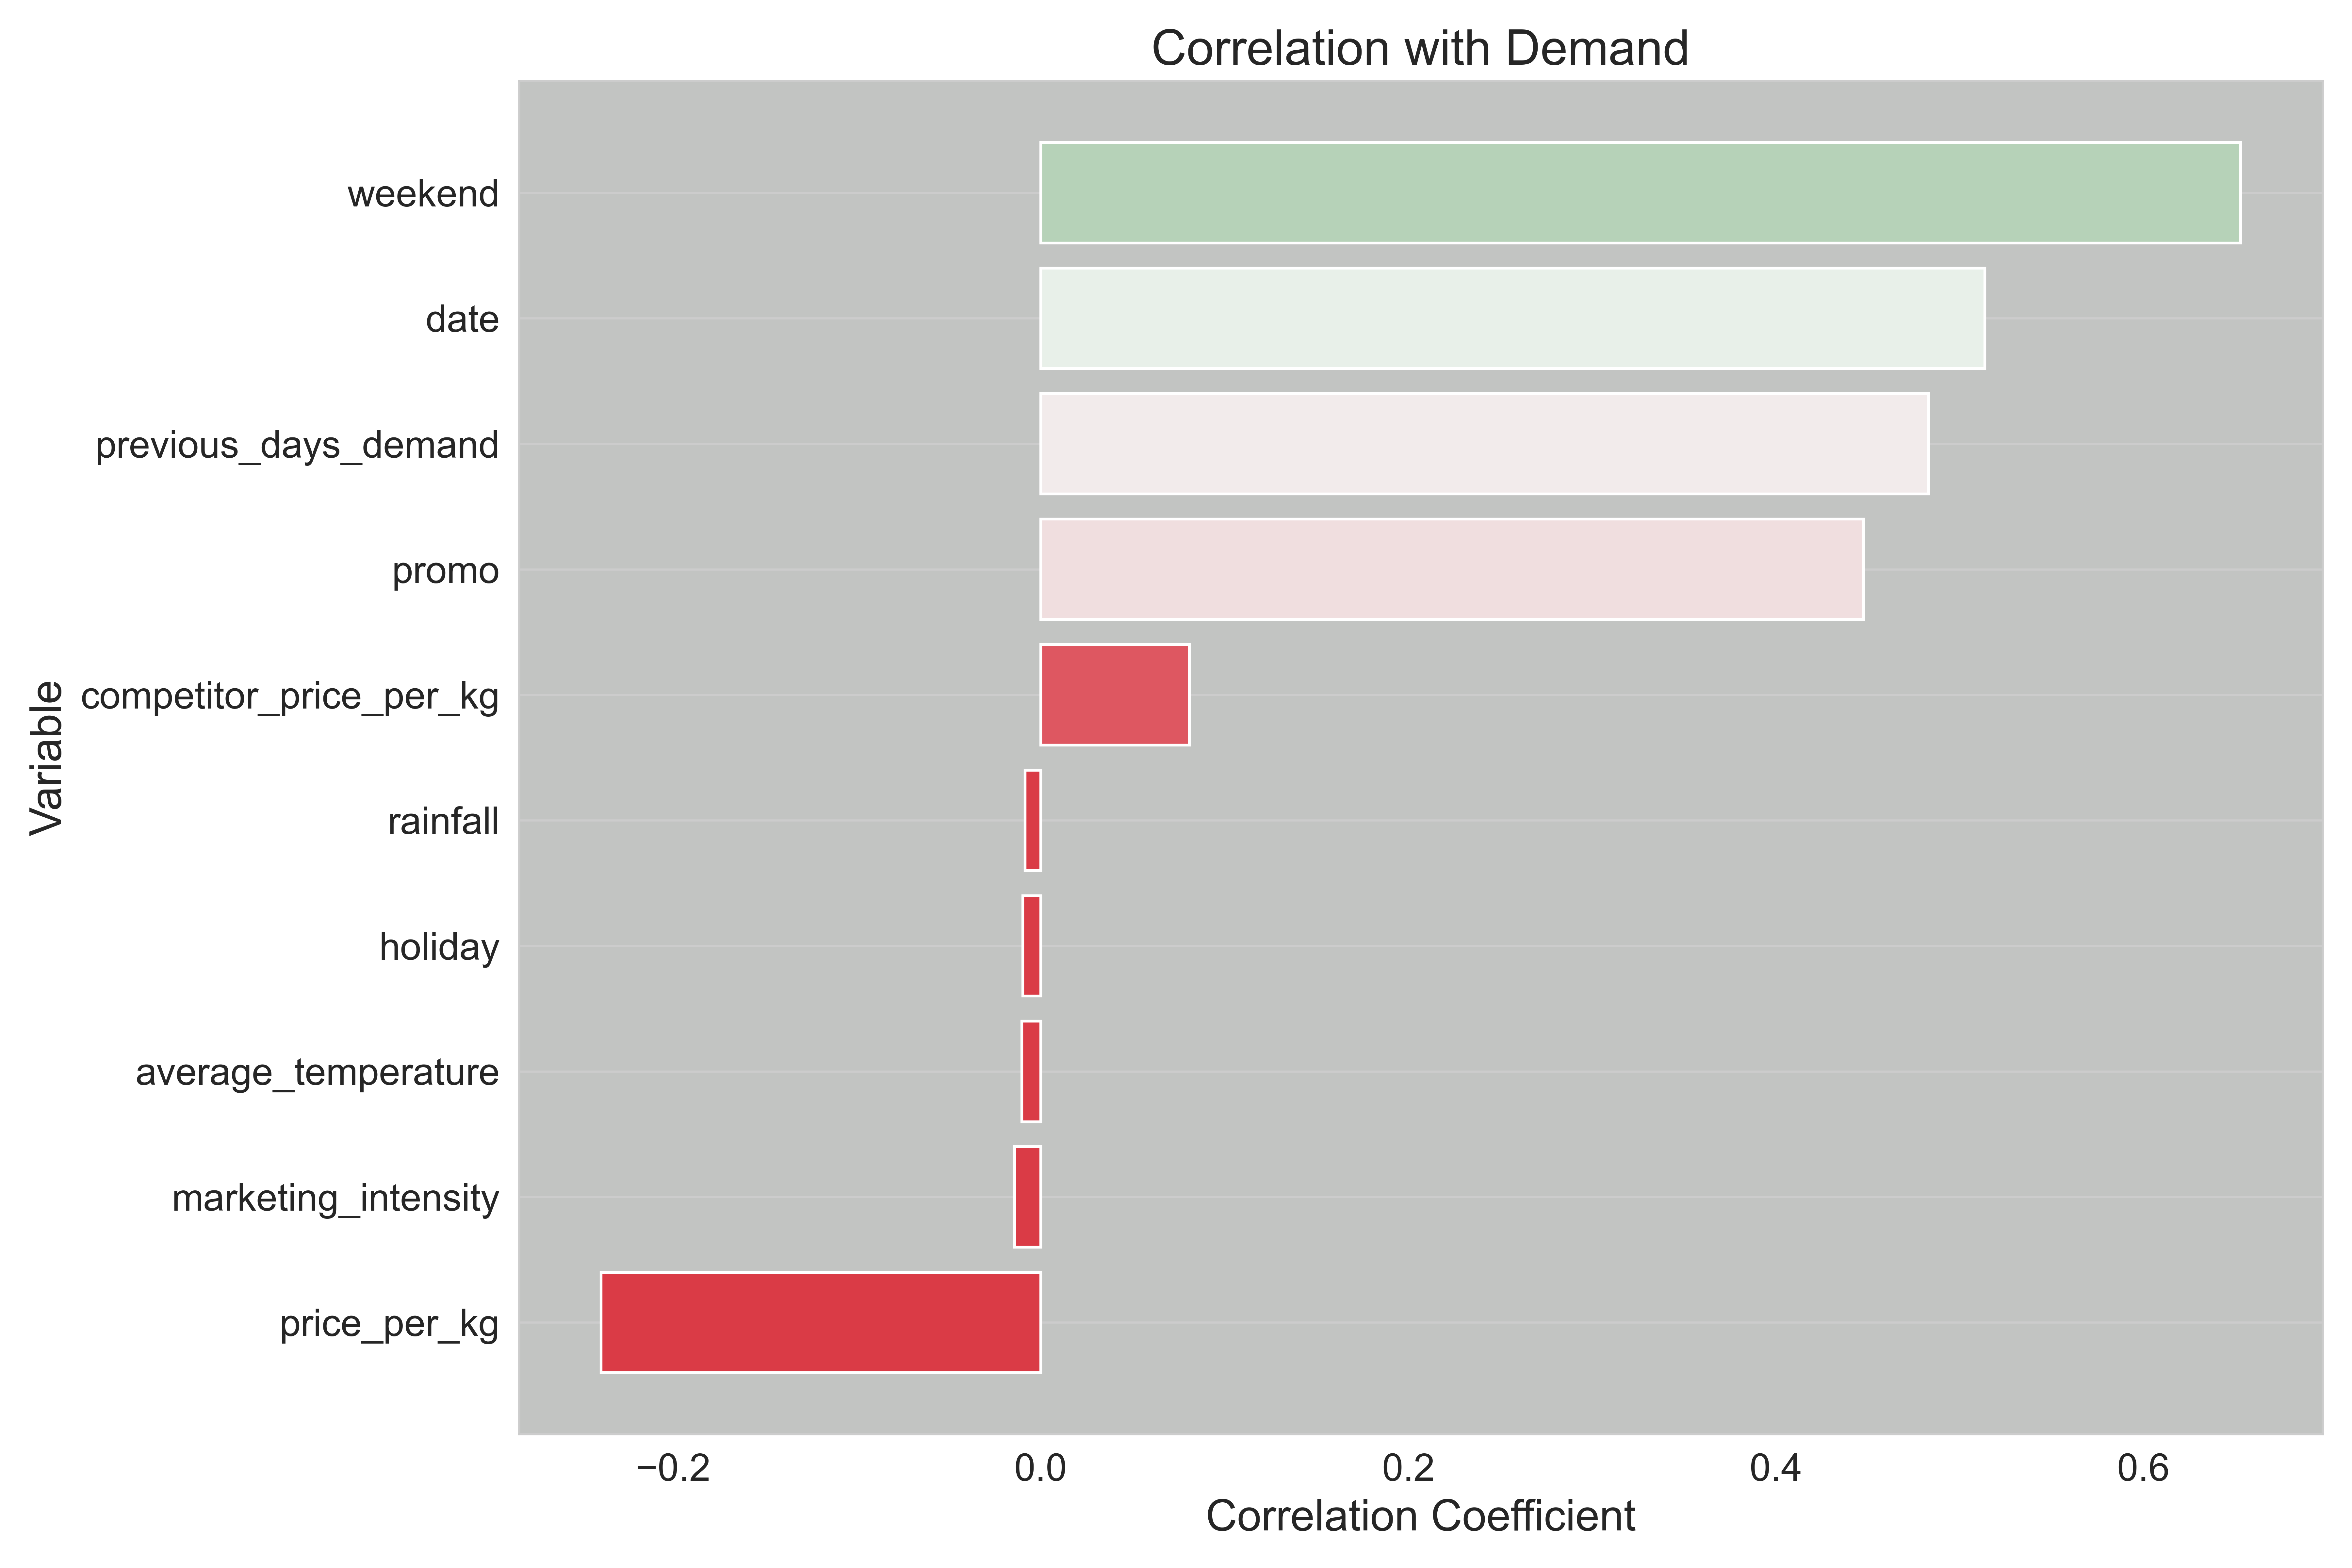 Correlation with Demand
Variable
weekend
date
previous_days_demand
promo
competitor_price_per_kg
rainfall
holiday
average_temperature
marketing_intensity
price_per_kg
−0.2 0.0 0.2 0.4 0.6
Correlation Coefficient